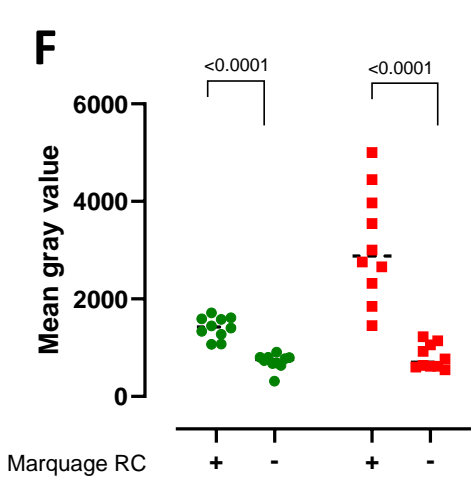 F
<0.0001 <0.0001
6000
4000
2000
0
Mean gray value
Marquage RC + - + -